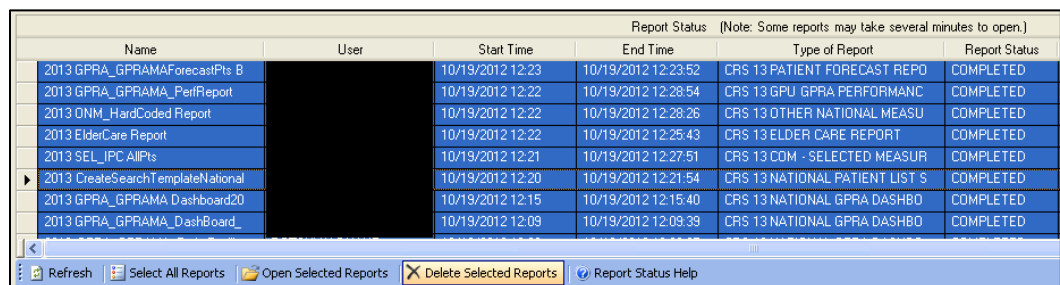 Report Status (Note: Some reports may take several minutes to open.)
Name User Start Time End Time Type of Report Report Status
2013 GPRA_GPRAMAForecastPts B 10/19/2012 12:23 10/19/2012 12:23:52 CRS 13 PATIENT FORECAST REPO COMPLETED
2013 GPRA_GPRAMA_PerfReport 10/19/2012 12:22 10/19/2012 12:28:54 CRS 13 GPU GPRA PERFORMANC COMPLETED
2013 ONM_HardCoded Report 10/19/2012 12:22 10/19/2012 12:28:26 CRS 13 OTHER NATIONAL MEASU COMPLETED
2013 ElderCare Report 10/19/2012 12:22 10/19/2012 12:25:43 CRS 13 ELDER CARE REPORT COMPLETED
2013 SEL_IPC AllPts 10/19/2012 12:21 10/19/2012 12:27:51 CRS 13 COM - SELECTED MEASUR COMPLETED
2013 CreateSearchTemplateNational 10/19/2012 12:20 10/19/2012 12:21:54 CRS 13 NATIONAL PATIENT LIST S COMPLETED
2013 GPRA_GPRAMA Dashboard20 10/19/2012 12:15 10/19/2012 12:15:40 CRS 13 NATIONAL GPRA DASHBO COMPLETED
2013 GPRA_GPRAMA_DashBoard_ 10/19/2012 12:09 10/19/2012 12:09:39 CRS 13 NATIONAL GPRA DASHBO COMPLETED
Refresh Select All Reports Open Selected Reports Delete Selected Reports Report Status Help